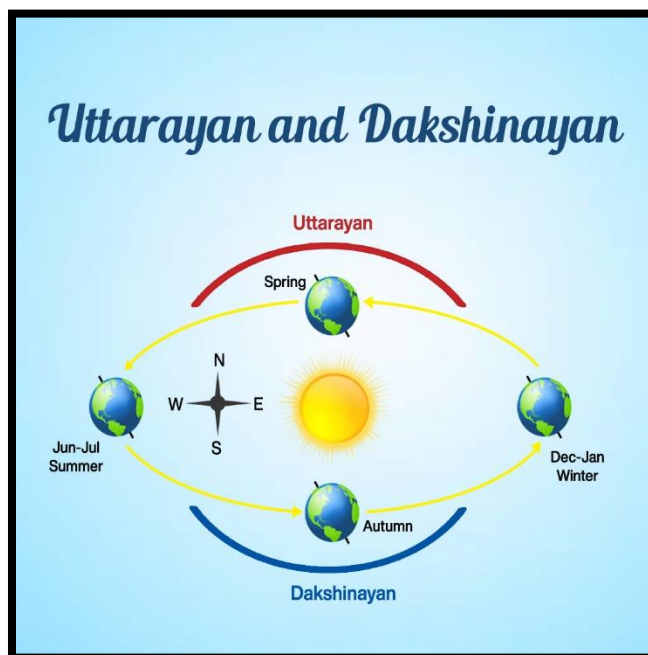 Uttarayan and Dakshinayan
Uttarayan
Spring
N
W
E
S
Jun-Jul
Summer
Dec-Jan
Winter
Autumn
Dakshinayan